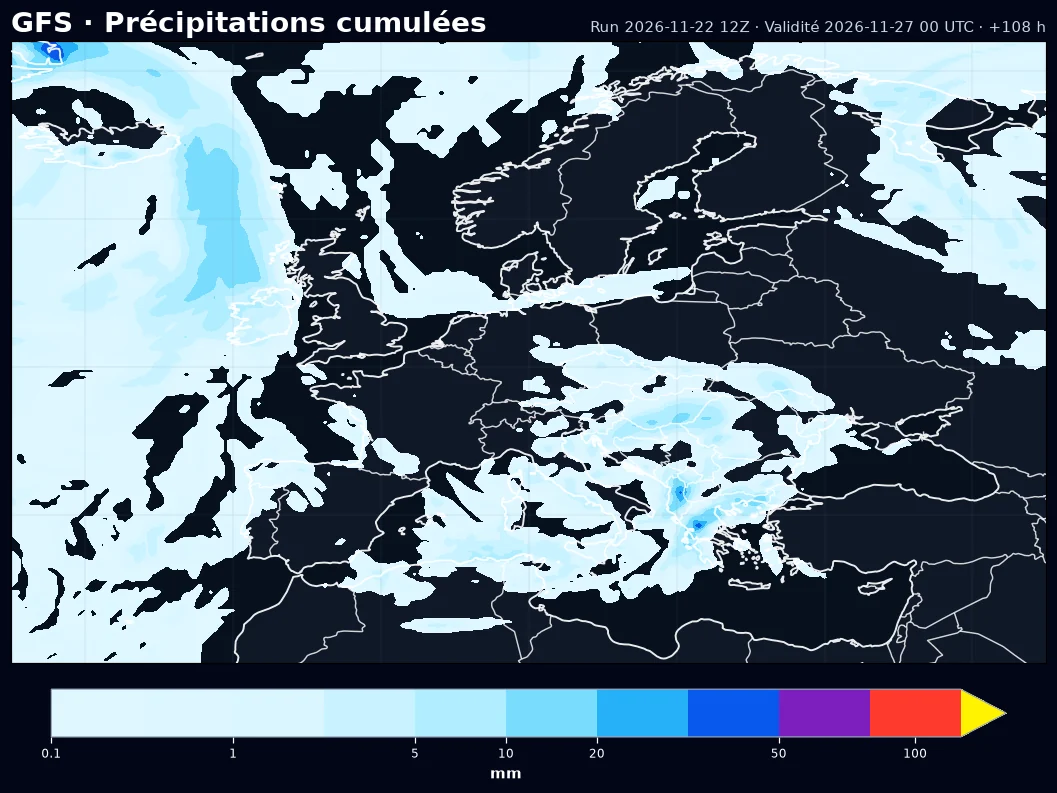 GFS · Précipitations cumulées
Run 2026-11-22 12Z · Validité 2026-11-27 00 UTC · +108 h
0.1 1 5 10 20 50 100
mm